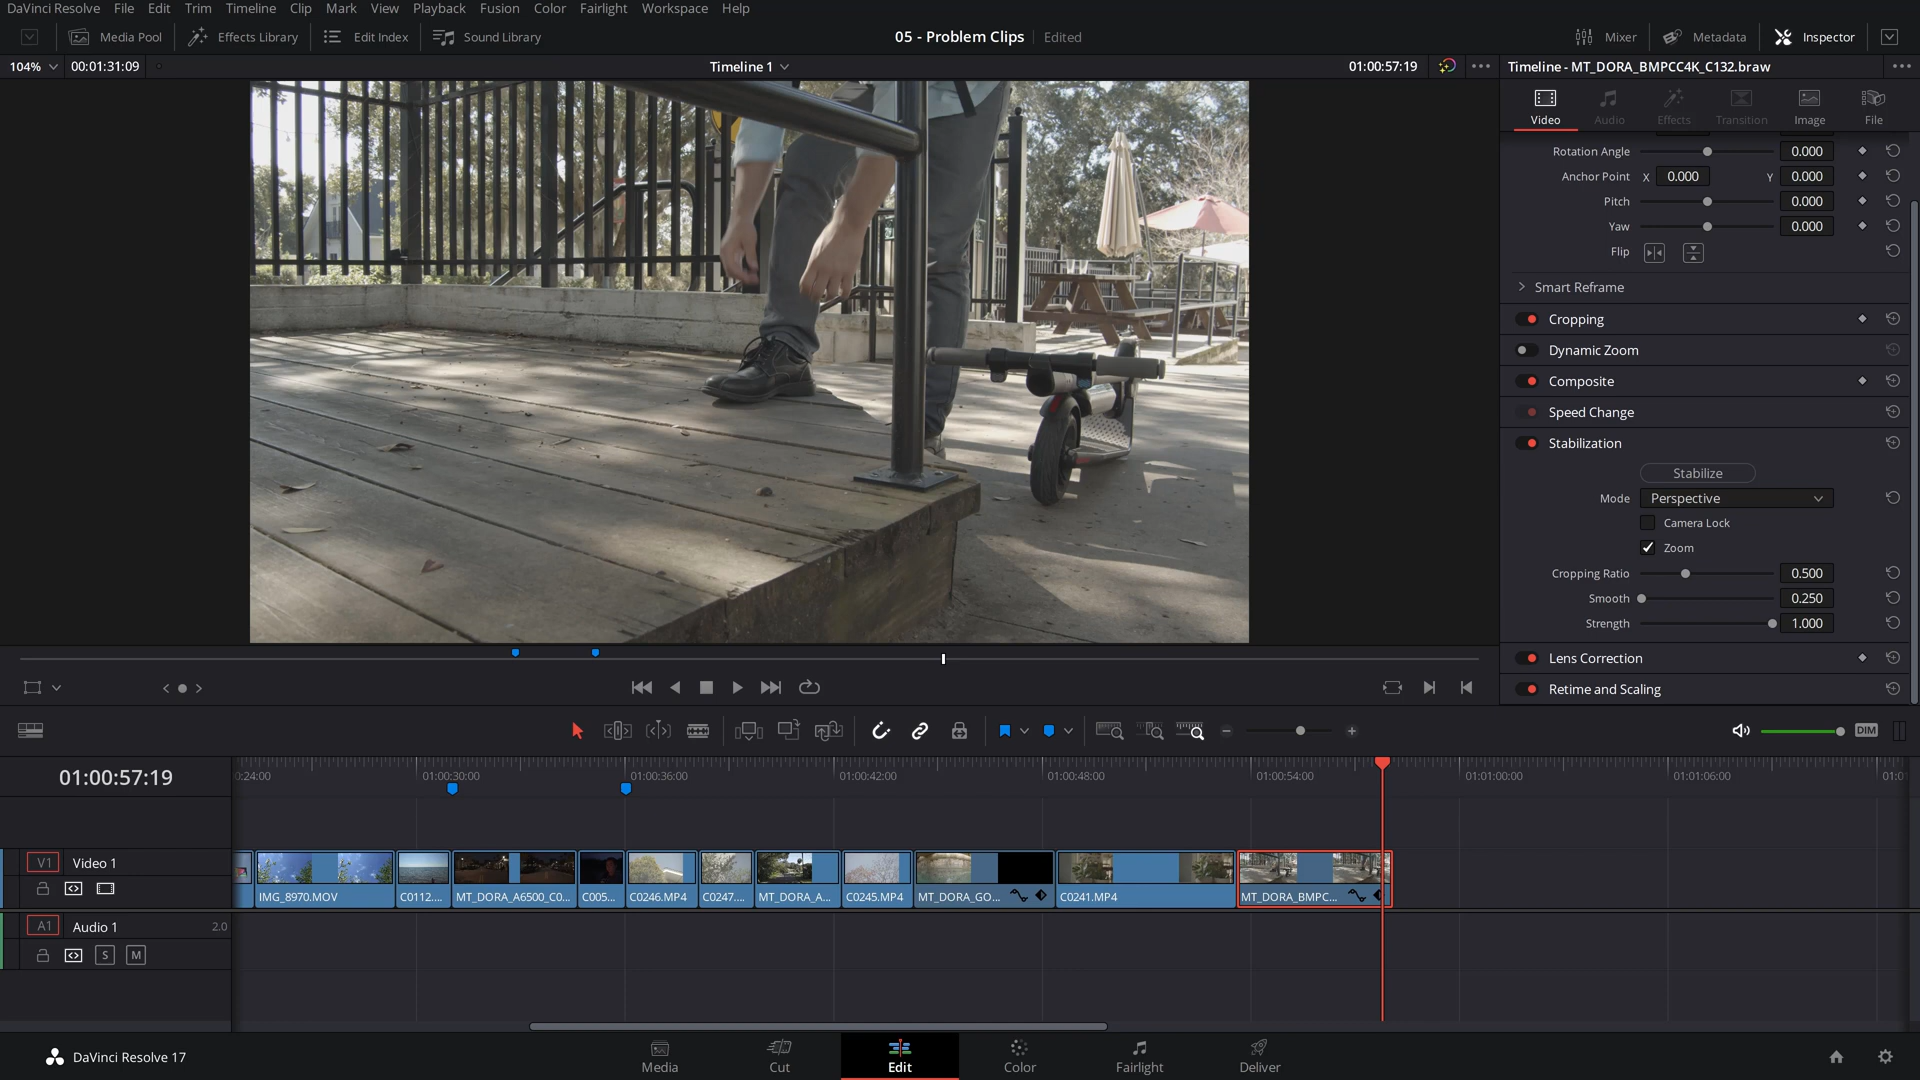 DaVinci Resolve File Edit Trim Timeline Clip Mark View Playback Fusion Color Fairlight Workspace Help
Media Pool Effects Library Edit Index Sound Library 05 - Problem Clips Edited Mixer Metadata Inspector
104% 00:01:31:09 Timeline 1 01:00:57:19 Timeline - MT_DORA_BMPCC4K_C132.braw
Video Audio Effects Transition Image File
Rotation Angle 0.000
Anchor Point X 0.000 Y 0.000
Pitch 0.000
Yaw 0.000
Flip
Smart Reframe
Cropping
Dynamic Zoom
Composite
Speed Change
Stabilization
Stabilize
Mode Perspective
Camera Lock
Zoom
Cropping Ratio 0.500
Smooth 0.250
Strength 1.000
Lens Correction
Retime and Scaling
DIM
01:00:57:19 0:24:00 01:00:30:00 01:00:36:00 01:00:42:00 01:00:48:00 01:00:54:00 01:01:00:00 01:01:06:00 01:0
V1 Video 1
IMG_8970.MOV C0112.... MT_DORA_A6500_C0... C005... C0246.MP4 C0247.... MT_DORA_A... C0245.MP4 MT_DORA_GO... C0241.MP4 MT_DORA_BMPC...
A1 Audio 1 2.0
S M
DaVinci Resolve 17 Media Cut Edit Color Fairlight Deliver